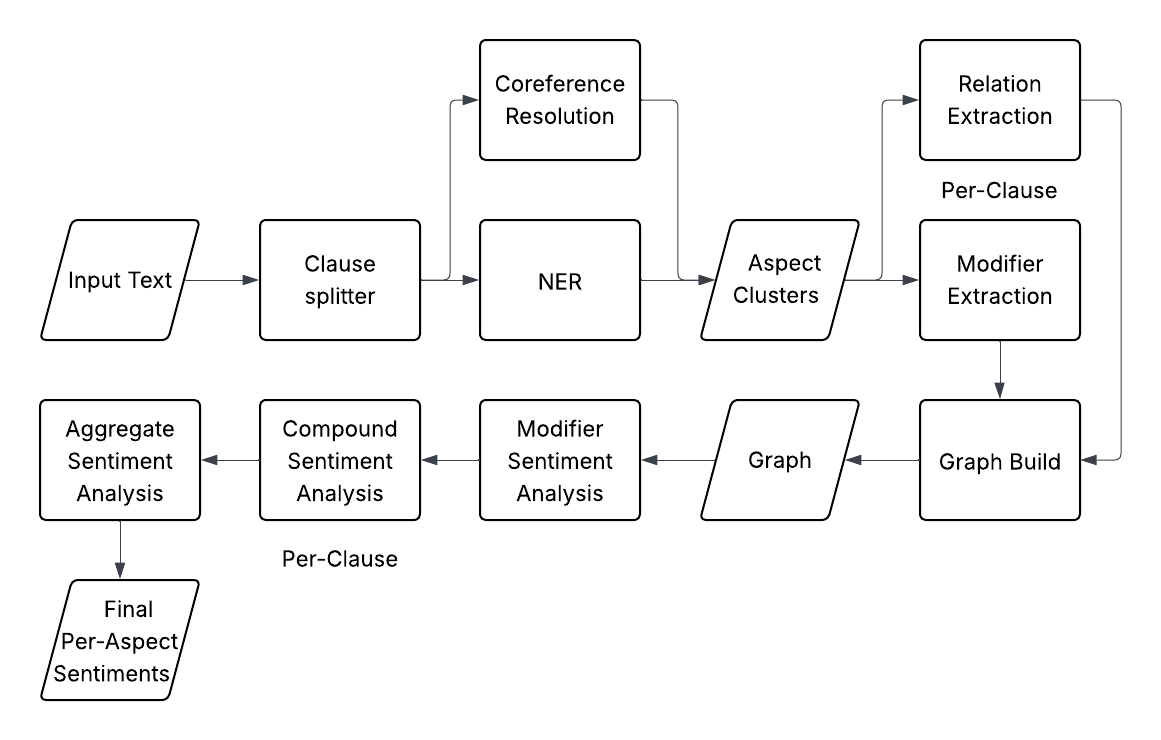 Coreference
Resolution
Relation
Extraction
Per-Clause
Input Text
Clause
splitter
NER
Aspect
Clusters
Modifier
Extraction
Aggregate
Sentiment
Analysis
Compound
Sentiment
Analysis
Modifier
Sentiment
Analysis
Graph
Graph Build
Per-Clause
Final
Per-Aspect
Sentiments